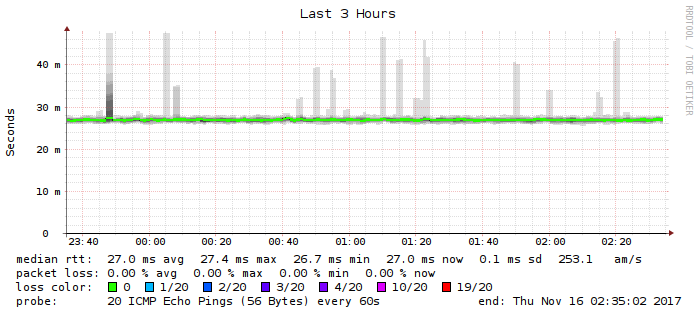 Last 3 Hours
RRDTOOL / TOBI OETIKER
Seconds
40 m
30 m
20 m
10 m
0
23:40 00:00 00:20 00:40 01:00 01:20 01:40 02:00 02:20
median rtt: 27.0 ms avg 27.4 ms max 26.7 ms min 27.0 ms now 0.1 ms sd 253.1 am/s
packet loss: 0.00 % avg 0.00 % max 0.00 % min 0.00 % now
loss color: 0 1/20 2/20 3/20 4/20 10/20 19/20
probe: 20 ICMP Echo Pings (56 Bytes) every 60s end: Thu Nov 16 02:35:02 2017